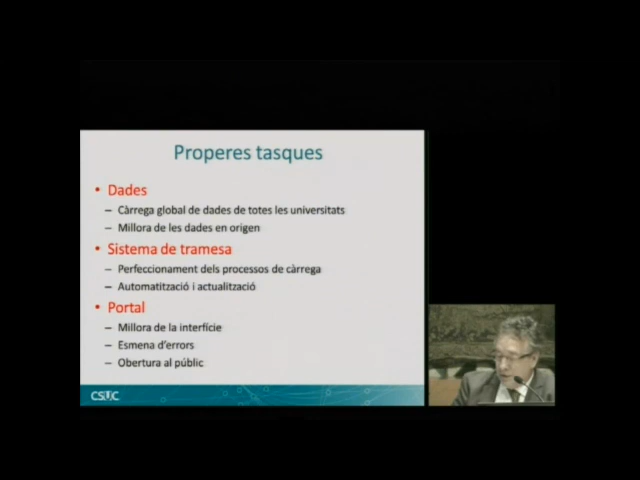 Properes tasques
• Dades
– Càrrega global de dades de totes les universitats
– Millora de les dades en origen
• Sistema de tramesa
– Perfeccionament dels processos de càrrega
– Automatització i actualització
• Portal
– Millora de la interfície
– Esmena d'errors
– Obertura al públic
CSUC